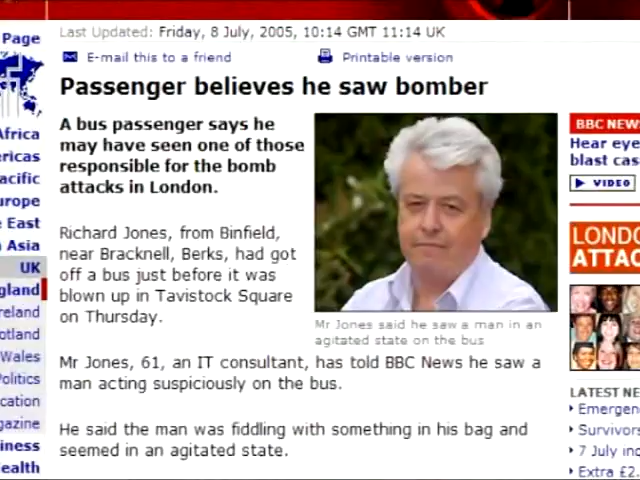 Last Updated: Friday, 8 July, 2005, 10:14 GMT 11:14 UK
E-mail this to a friend
Printable version
Passenger believes he saw bomber
A bus passenger says he
may have seen one of those
responsible for the bomb
attacks in London.
Richard Jones, from Binfield,
near Bracknell, Berks, had got
off a bus just before it was
blown up in Tavistock Square
on Thursday.
Mr Jones said he saw a man in an
agitated state on the bus
Mr Jones, 61, an IT consultant, has told BBC News he saw a
man acting suspiciously on the bus.
He said the man was fiddling with something in his bag and
seemed in an agitated state.
Page
Africa
ericas
acific
urope
e East
Asia
UK
gland
reland
otland
Wales
Politics
cation
gazine
iness
ealth
BBC NEWS
Hear eye
blast cas
VIDEO
LONDO
ATTAC
LATEST NE
Emergen
Survivors
7 July inq
Extra £2.